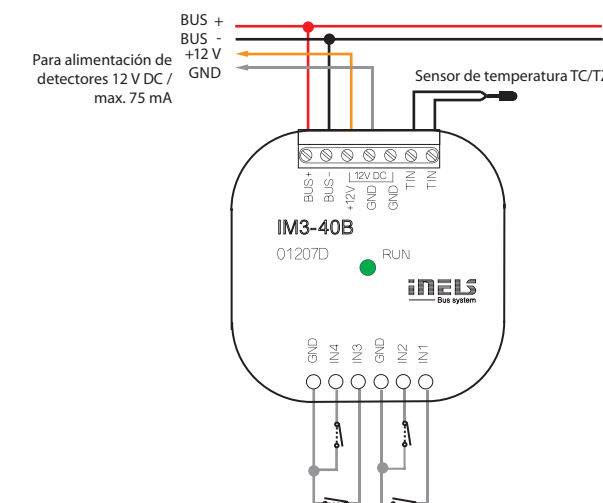 BUS +
BUS -
+12 V
GND
Para alimentación de
detectores 12 V DC /
max. 75 mA
Sensor de temperatura TC/TZ
BUS+
BUS-
+12V
12V DC
GND
GND
TIN
TIN
IM3-40B
01207D
RUN
iNELS
Bus system
GND
IN4
IN3
GND
IN2
IN1